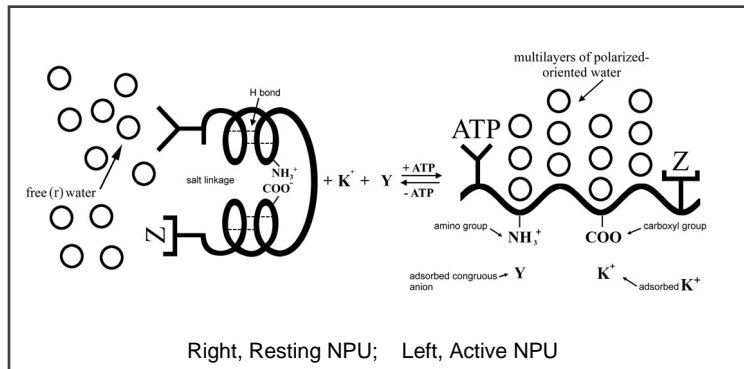 multilayers of polarized-
oriented water
H bond
ATP
Z
free (r) water
salt linkage
NH₃⁺
COO⁻
+ K⁺ + Y
+ ATP
- ATP
Z
amino group
NH₃⁺
COO
carboxyl group
adsorbed congruous
anion
Y
K⁺
adsorbed K⁺
Right, Resting NPU; Left, Active NPU